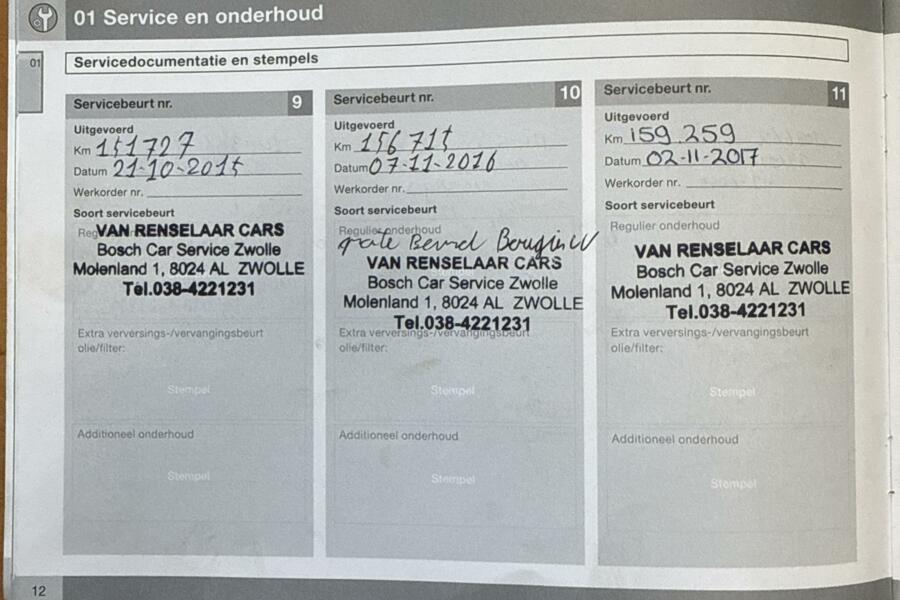 01 Service en onderhoud
01
Servicedocumentatie en stempels
Servicebeurt nr. 9
Uitgevoerd
Km 151727
Datum 21-10-2015
Werkorder nr.
Soort servicebeurt
VAN RENSELAAR CARS
Bosch Car Service Zwolle
Molenland 1, 8024 AL ZWOLLE
Tel.038-4221231
Extra verversings-/vervangingsbeurt
olie/filter:
Stempel
Additioneel onderhoud
Stempel
Servicebeurt nr. 10
Uitgevoerd
Km 156715
Datum 07-11-2016
Werkorder nr.
Soort servicebeurt
Regulier onderhoud
grote Beurt
VAN RENSELAAR CARS
Bosch Car Service Zwolle
Molenland 1, 8024 AL ZWOLLE
Tel.038-4221231
Extra verversings-/vervangingsbeurt
olie/filter:
Stempel
Additioneel onderhoud
Stempel
Servicebeurt nr. 11
Uitgevoerd
Km 159.259
Datum 02-11-2017
Werkorder nr.
Soort servicebeurt
Regulier onderhoud
VAN RENSELAAR CARS
Bosch Car Service Zwolle
Molenland 1, 8024 AL ZWOLLE
Tel.038-4221231
Extra verversings-/vervangingsbeurt
olie/filter:
Stempel
Additioneel onderhoud
Stempel
12